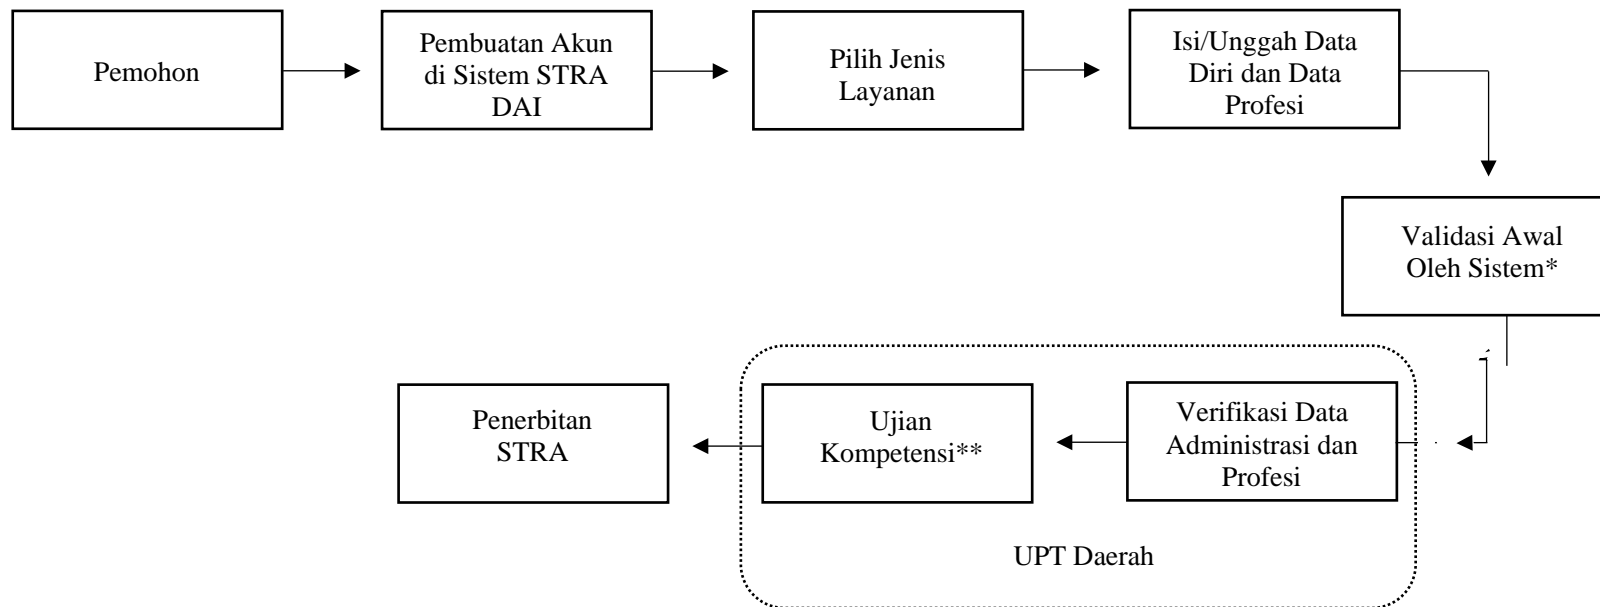 Pemohon
Pembuatan Akun
di Sistem STRA
DAI
Pilih Jenis
Layanan
Isi/Unggah Data
Diri dan Data
Profesi
Validasi Awal
Oleh Sistem*
Verifikasi Data
Administrasi dan
Profesi
Ujian
Kompetensi**
Penerbitan
STRA
UPT Daerah